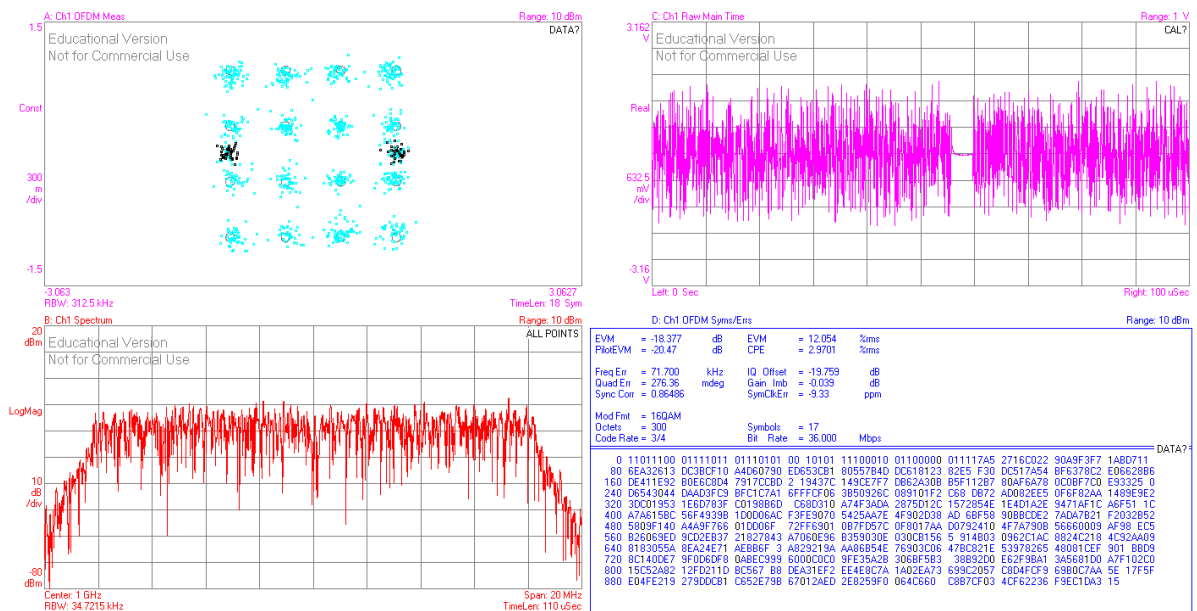 A: Ch1 OFDM Meas Range: 10 dBm
1.5
DATA?
Educational Version
Not for Commercial Use
Const
300
m
/div
-1.5
-3.063 3.0627
RBW: 312.5 kHz TimeLen: 18 Sym
C: Ch1 Raw Main Time Range: 1 V
3.162
V
CAL?
Educational Version
Not for Commercial Use
Real
632.5
mV
/div
-3.16
V
Left: 0 Sec Right: 100 uSec
B: Ch1 Spectrum Range: 10 dBm
20
dBm
ALL POINTS
Educational Version
Not for Commercial Use
LogMag
10
dB
/div
-80
dBm
Center: 1 GHz Span: 20 MHz
RBW: 34.7215 kHz TimeLen: 110 uSec
D: Ch1 OFDM Syms/Errs Range: 10 dBm
EVM = -18.377 dB EVM = 12.054 %rms
PilotEVM = -20.47 dB CPE = 2.9701 %rms
Freq Err = 71.700 kHz IQ Offset = -19.759 dB
Quad Err = 276.36 mdeg Gain Imb = -0.039 dB
Sync Corr = 0.86486 SymClkErr = -9.33 ppm
Mod Fmt = 16QAM
Octets = 300 Symbols = 17
Code Rate = 3/4 Bit Rate = 36.000 Mbps
DATA?
0 11011100 01111011 01110101 00 10101 11100010 01100000 011117A5 2716C022 90A9F3F7 1ABD711
80 6EA32613 DC3BCF10 A4D60790 ED653CB1 80557B4D DC618123 82E5 F30 DC517A54 BF6378C2 E06628B6
160 DE411E92 B0E6C8D4 7917CCBD 2 19437C 149CE7F7 DB62A30B B5F112B7 80AF6A78 0C0BF7C0 E93325 0
240 D6543044 DAAD3FC9 BFC1C7A1 6FFFCF06 3B50926C 089101F2 C68 DB72 AD082EE5 0F6F82AA 1489E9E2
320 3DC01953 1E6D783F C0198B6D C68D310 A74F3ADA 2875D12C 1572854E 1E4D1A2E 9471AF1C A6F51 1C
400 A7A615BC 56F4939B 1D0D06AC F3FE9070 5425AA7E 4F902D38 AD 6BF58 90BBCDE2 7ADA7B21 F2032B52
480 5809F140 A4A9F766 01DD06F 72FF6901 0B7FD57C 0F8017AA D0792410 4F7A790B 56660009 AF98 EC5
560 B26069ED 9CD2EB37 21827843 A7060E96 B359030E 030CB156 5 914B03 0962C1AC 8824C218 4C92AA09
640 8183055A 8EA24E71 AEBB6F 3 A829219A AA86B54E 76903C06 47BC821E 53978265 48081CEF 901 BBD9
720 8C140DE7 9F0D6DF8 0ABEC999 6000C0C0 9FE35A2B 306BF5B3 38B92D0 E62F9BA1 3A5681D0 A7F102C0
800 15C52A82 12FD211D BC567 B8 DEA31EF2 EE4E8C7A 1A02EA73 699C2057 C8D4FCF9 69B0C7AA 5E 17F5F
880 E04FE219 279DDCB1 C652E79B 67012AED 2E8259F0 064C660 C8B7CF03 4CF62236 F9EC1DA3 15